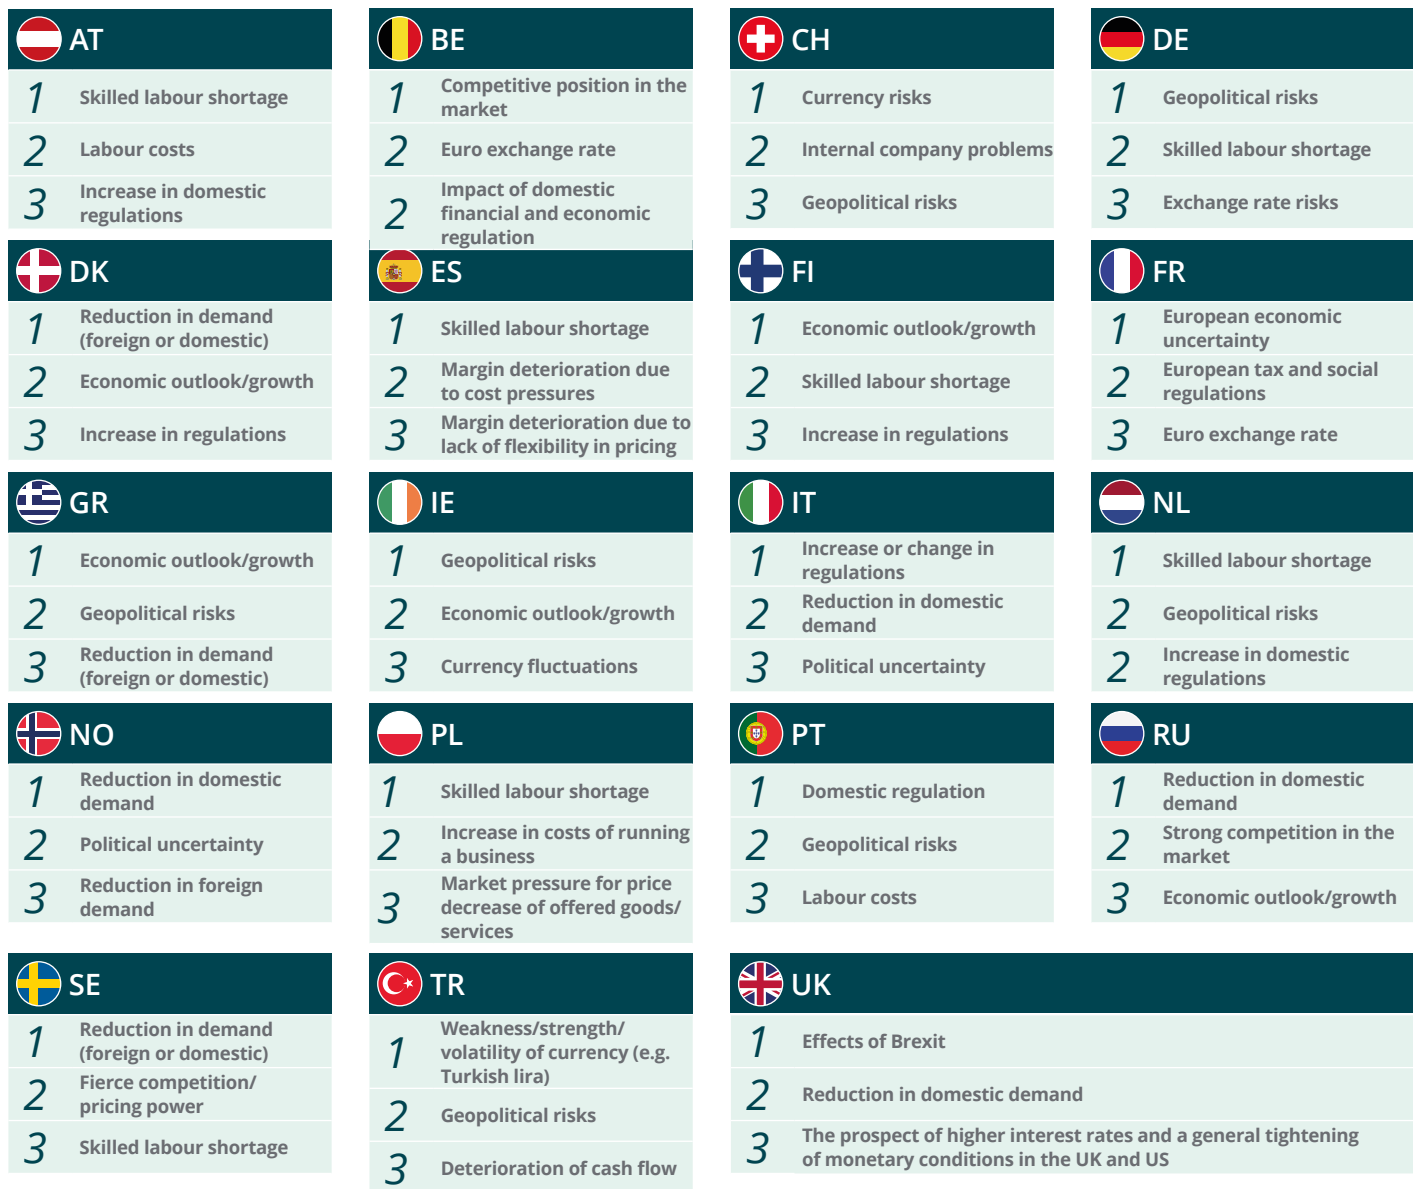 AT
1 Skilled labour shortage
2 Labour costs
3 Increase in domestic
regulations
BE
1 Competitive position in the
market
2 Euro exchange rate
2 Impact of domestic
financial and economic
regulation
CH
1 Currency risks
2 Internal company problems
3 Geopolitical risks
DE
1 Geopolitical risks
2 Skilled labour shortage
3 Exchange rate risks
DK
1 Reduction in demand
(foreign or domestic)
2 Economic outlook/growth
3 Increase in regulations
ES
1 Skilled labour shortage
2 Margin deterioration due
to cost pressures
3 Margin deterioration due to
lack of flexibility in pricing
FI
1 Economic outlook/growth
2 Skilled labour shortage
3 Increase in regulations
FR
1 European economic
uncertainty
2 European tax and social
regulations
3 Euro exchange rate
GR
1 Economic outlook/growth
2 Geopolitical risks
3 Reduction in demand
(foreign or domestic)
IE
1 Geopolitical risks
2 Economic outlook/growth
3 Currency fluctuations
IT
1 Increase or change in
regulations
2 Reduction in domestic
demand
3 Political uncertainty
NL
1 Skilled labour shortage
2 Geopolitical risks
2 Increase in domestic
regulations
NO
1 Reduction in domestic
demand
2 Political uncertainty
3 Reduction in foreign
demand
PL
1 Skilled labour shortage
2 Increase in costs of running
a business
3 Market pressure for price
decrease of offered goods/
services
PT
1 Domestic regulation
2 Geopolitical risks
3 Labour costs
RU
1 Reduction in domestic
demand
2 Strong competition in the
market
3 Economic outlook/growth
SE
1 Reduction in demand
(foreign or domestic)
2 Fierce competition/
pricing power
3 Skilled labour shortage
TR
1 Weakness/strength/
volatility of currency (e.g.
Turkish lira)
2 Geopolitical risks
3 Deterioration of cash flow
UK
1 Effects of Brexit
2 Reduction in domestic demand
3 The prospect of higher interest rates and a general tightening
of monetary conditions in the UK and US